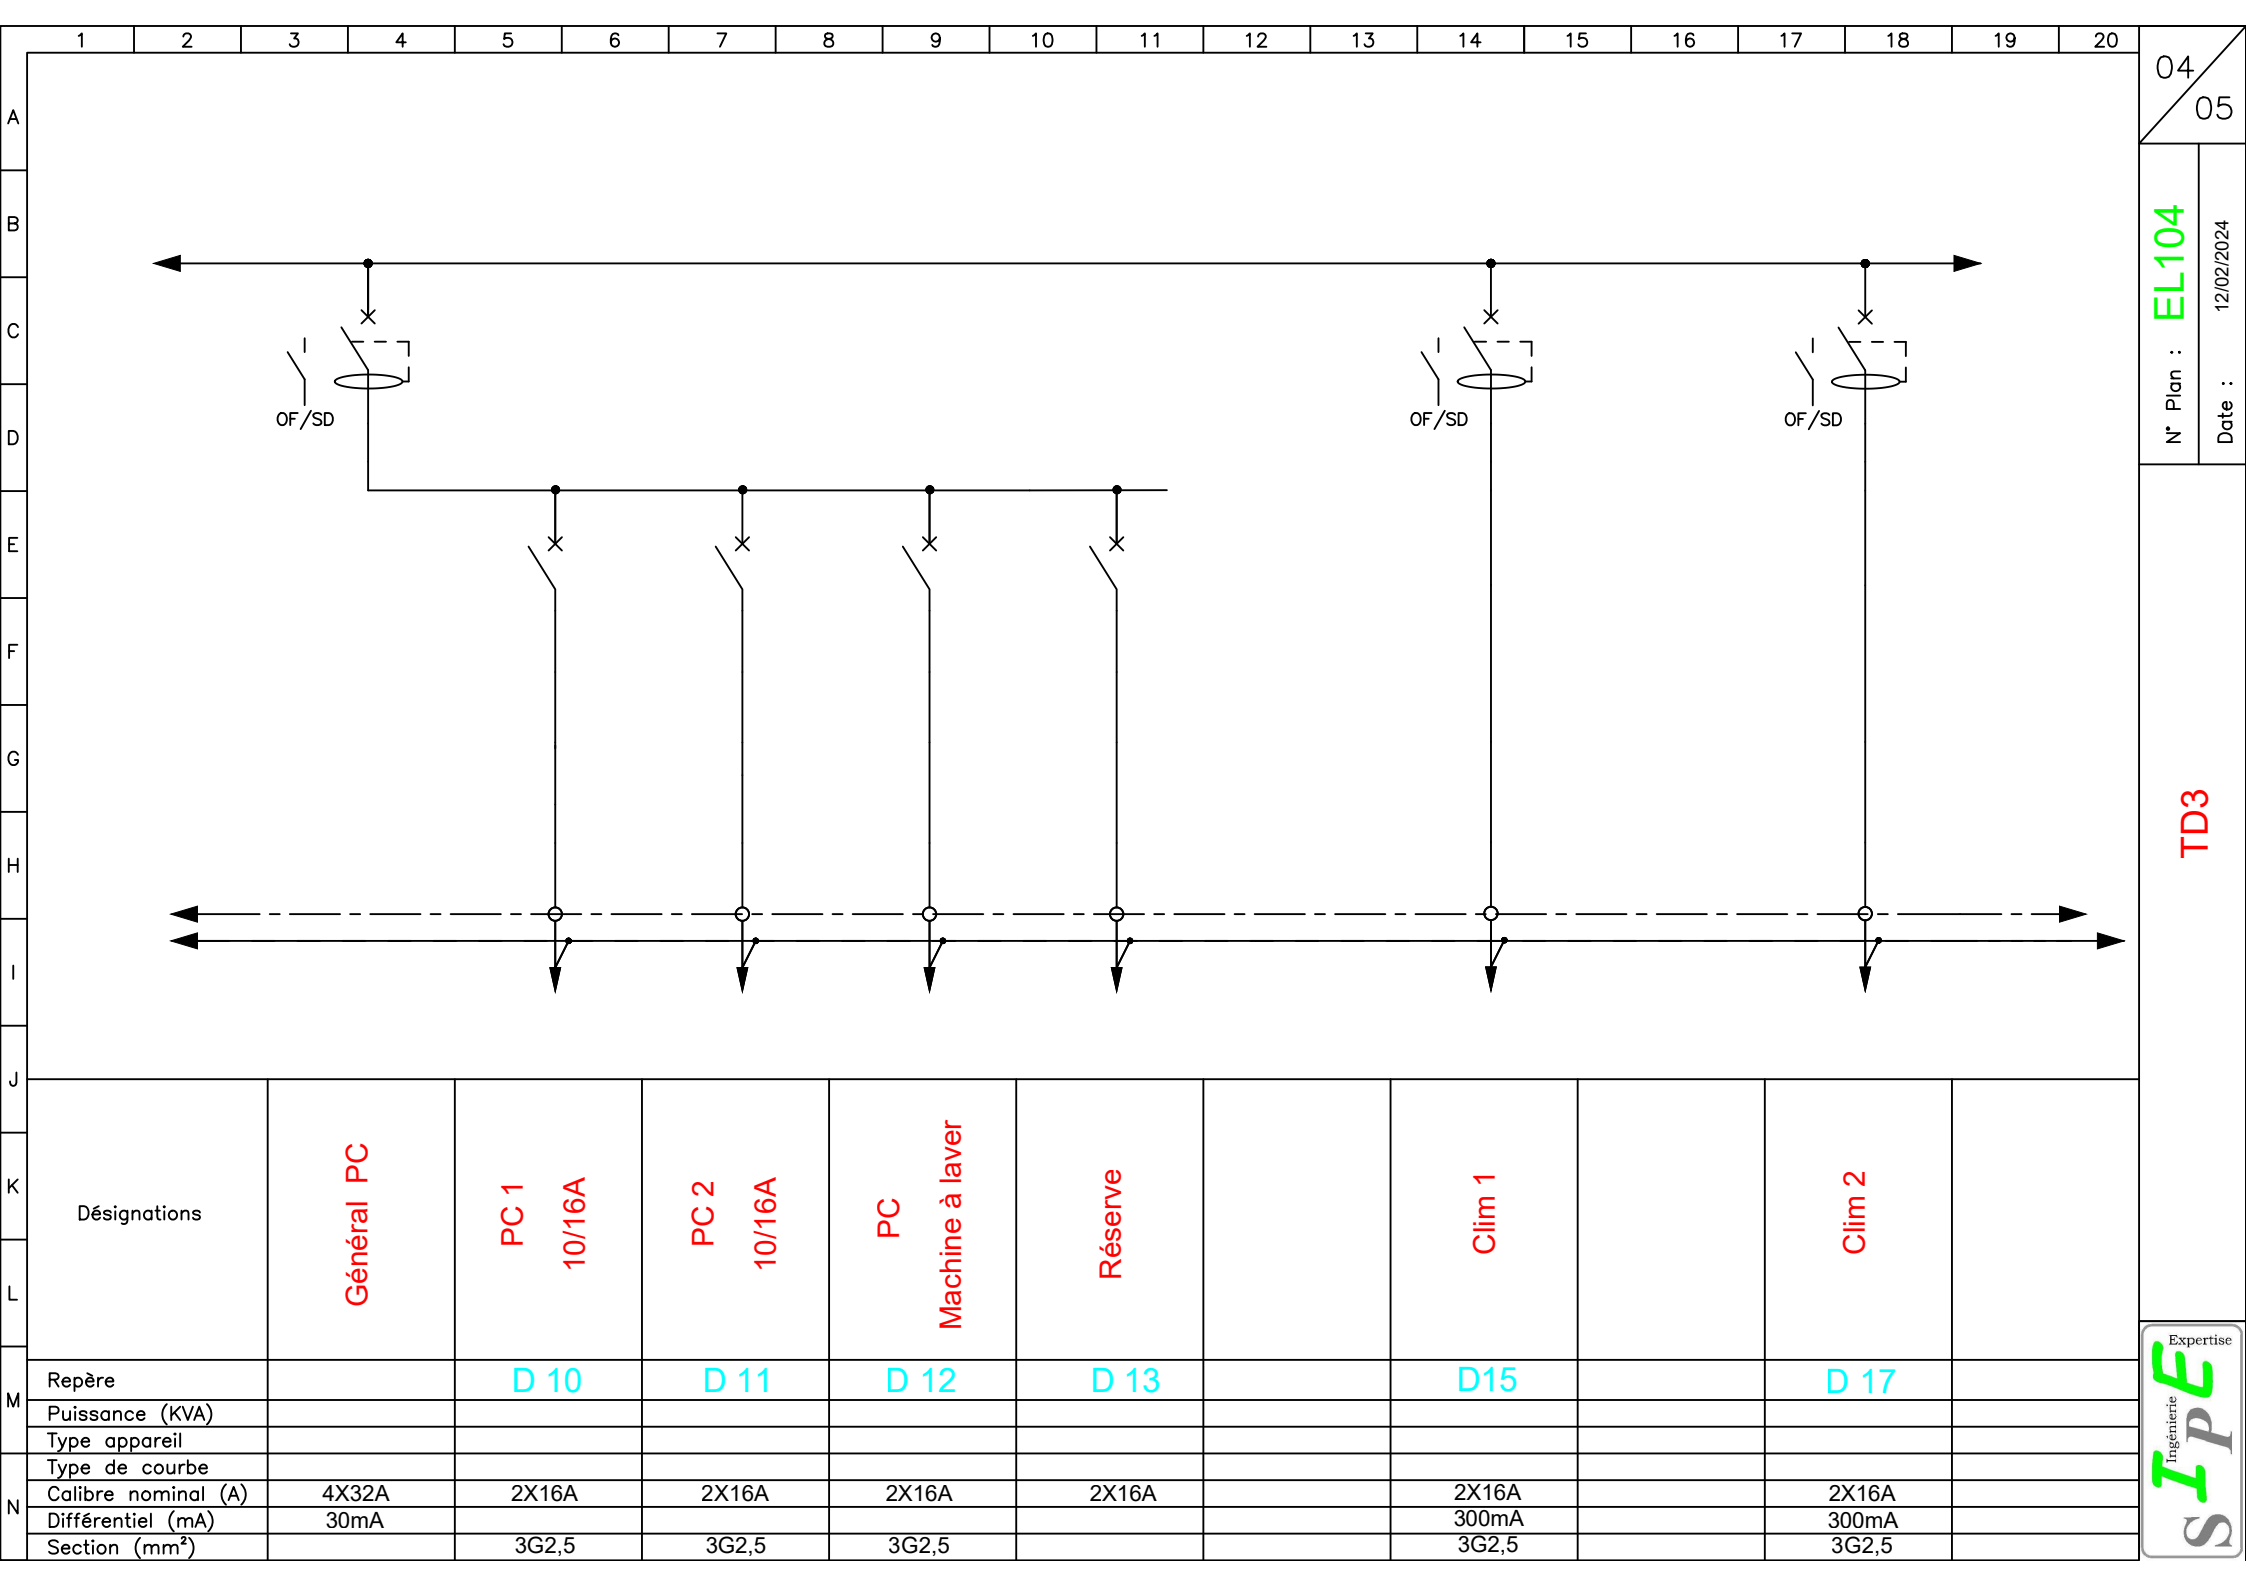 1 2 3 4 5 6 7 8 9 10 11 12 13 14 15 16 17 18 19 20
04
05
A
B
C
D
E
F
G
H
I
J
K
L
M
N
OF/SD
OF/SD
OF/SD
N° Plan : EL104
Date : 12/02/2024
TD3
Désignations
Général PC
PC 1
10/16A
PC 2
10/16A
PC
Machine à laver
Réserve
Clim 1
Clim 2
Repère D 10 D 11 D 12 D 13 D15 D 17
Puissance (KVA)
Type appareil
Type de courbe
Calibre nominal (A) 4X32A 2X16A 2X16A 2X16A 2X16A 2X16A 2X16A
Différentiel (mA) 30mA 300mA 300mA
Section (mm²) 3G2,5 3G2,5 3G2,5 3G2,5 3G2,5
SIPE
Ingénierie
Expertise